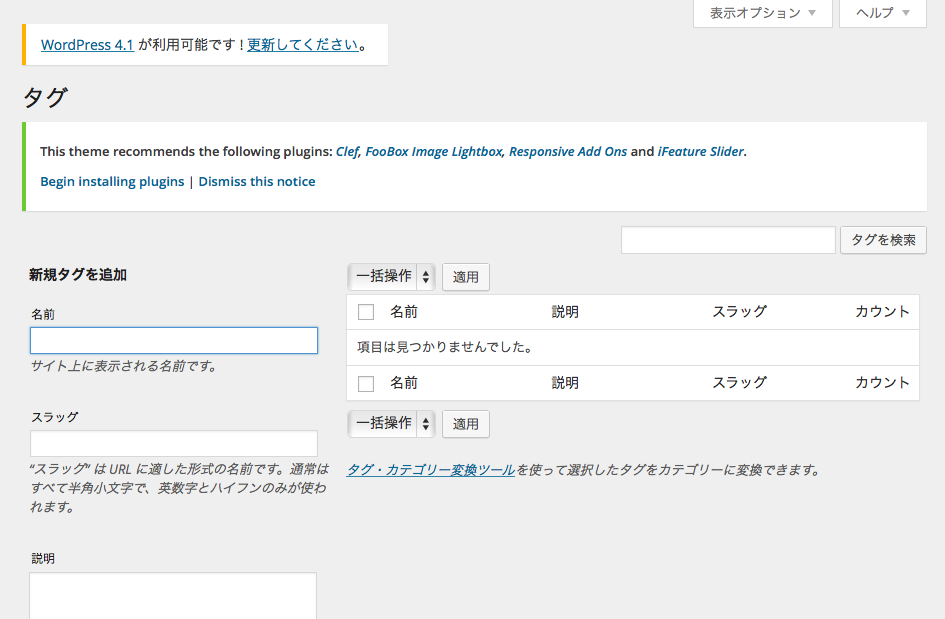 表示オプション
ヘルプ
WordPress 4.1 が利用可能です ! 更新してください。
タグ
This theme recommends the following plugins: Clef, FooBox Image Lightbox, Responsive Add Ons and iFeature Slider.
Begin installing plugins | Dismiss this notice
タグを検索
新規タグを追加
名前
サイト上に表示される名前です。
スラッグ
“スラッグ” は URL に適した形式の名前です。通常は
すべて半角小文字で、英数字とハイフンのみが使わ
れます。
説明
一括操作 適用
名前 説明 スラッグ カウント
項目は見つかりませんでした。
名前 説明 スラッグ カウント
一括操作 適用
タグ・カテゴリー変換ツールを使って選択したタグをカテゴリーに変換できます。